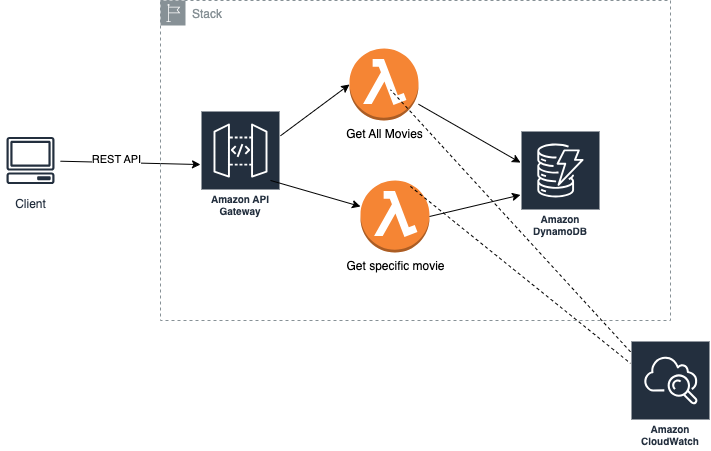 Stack
Get All Movies
REST API
Client
Amazon API
Gateway
Amazon
DynamoDB
Get specific movie
Amazon
CloudWatch